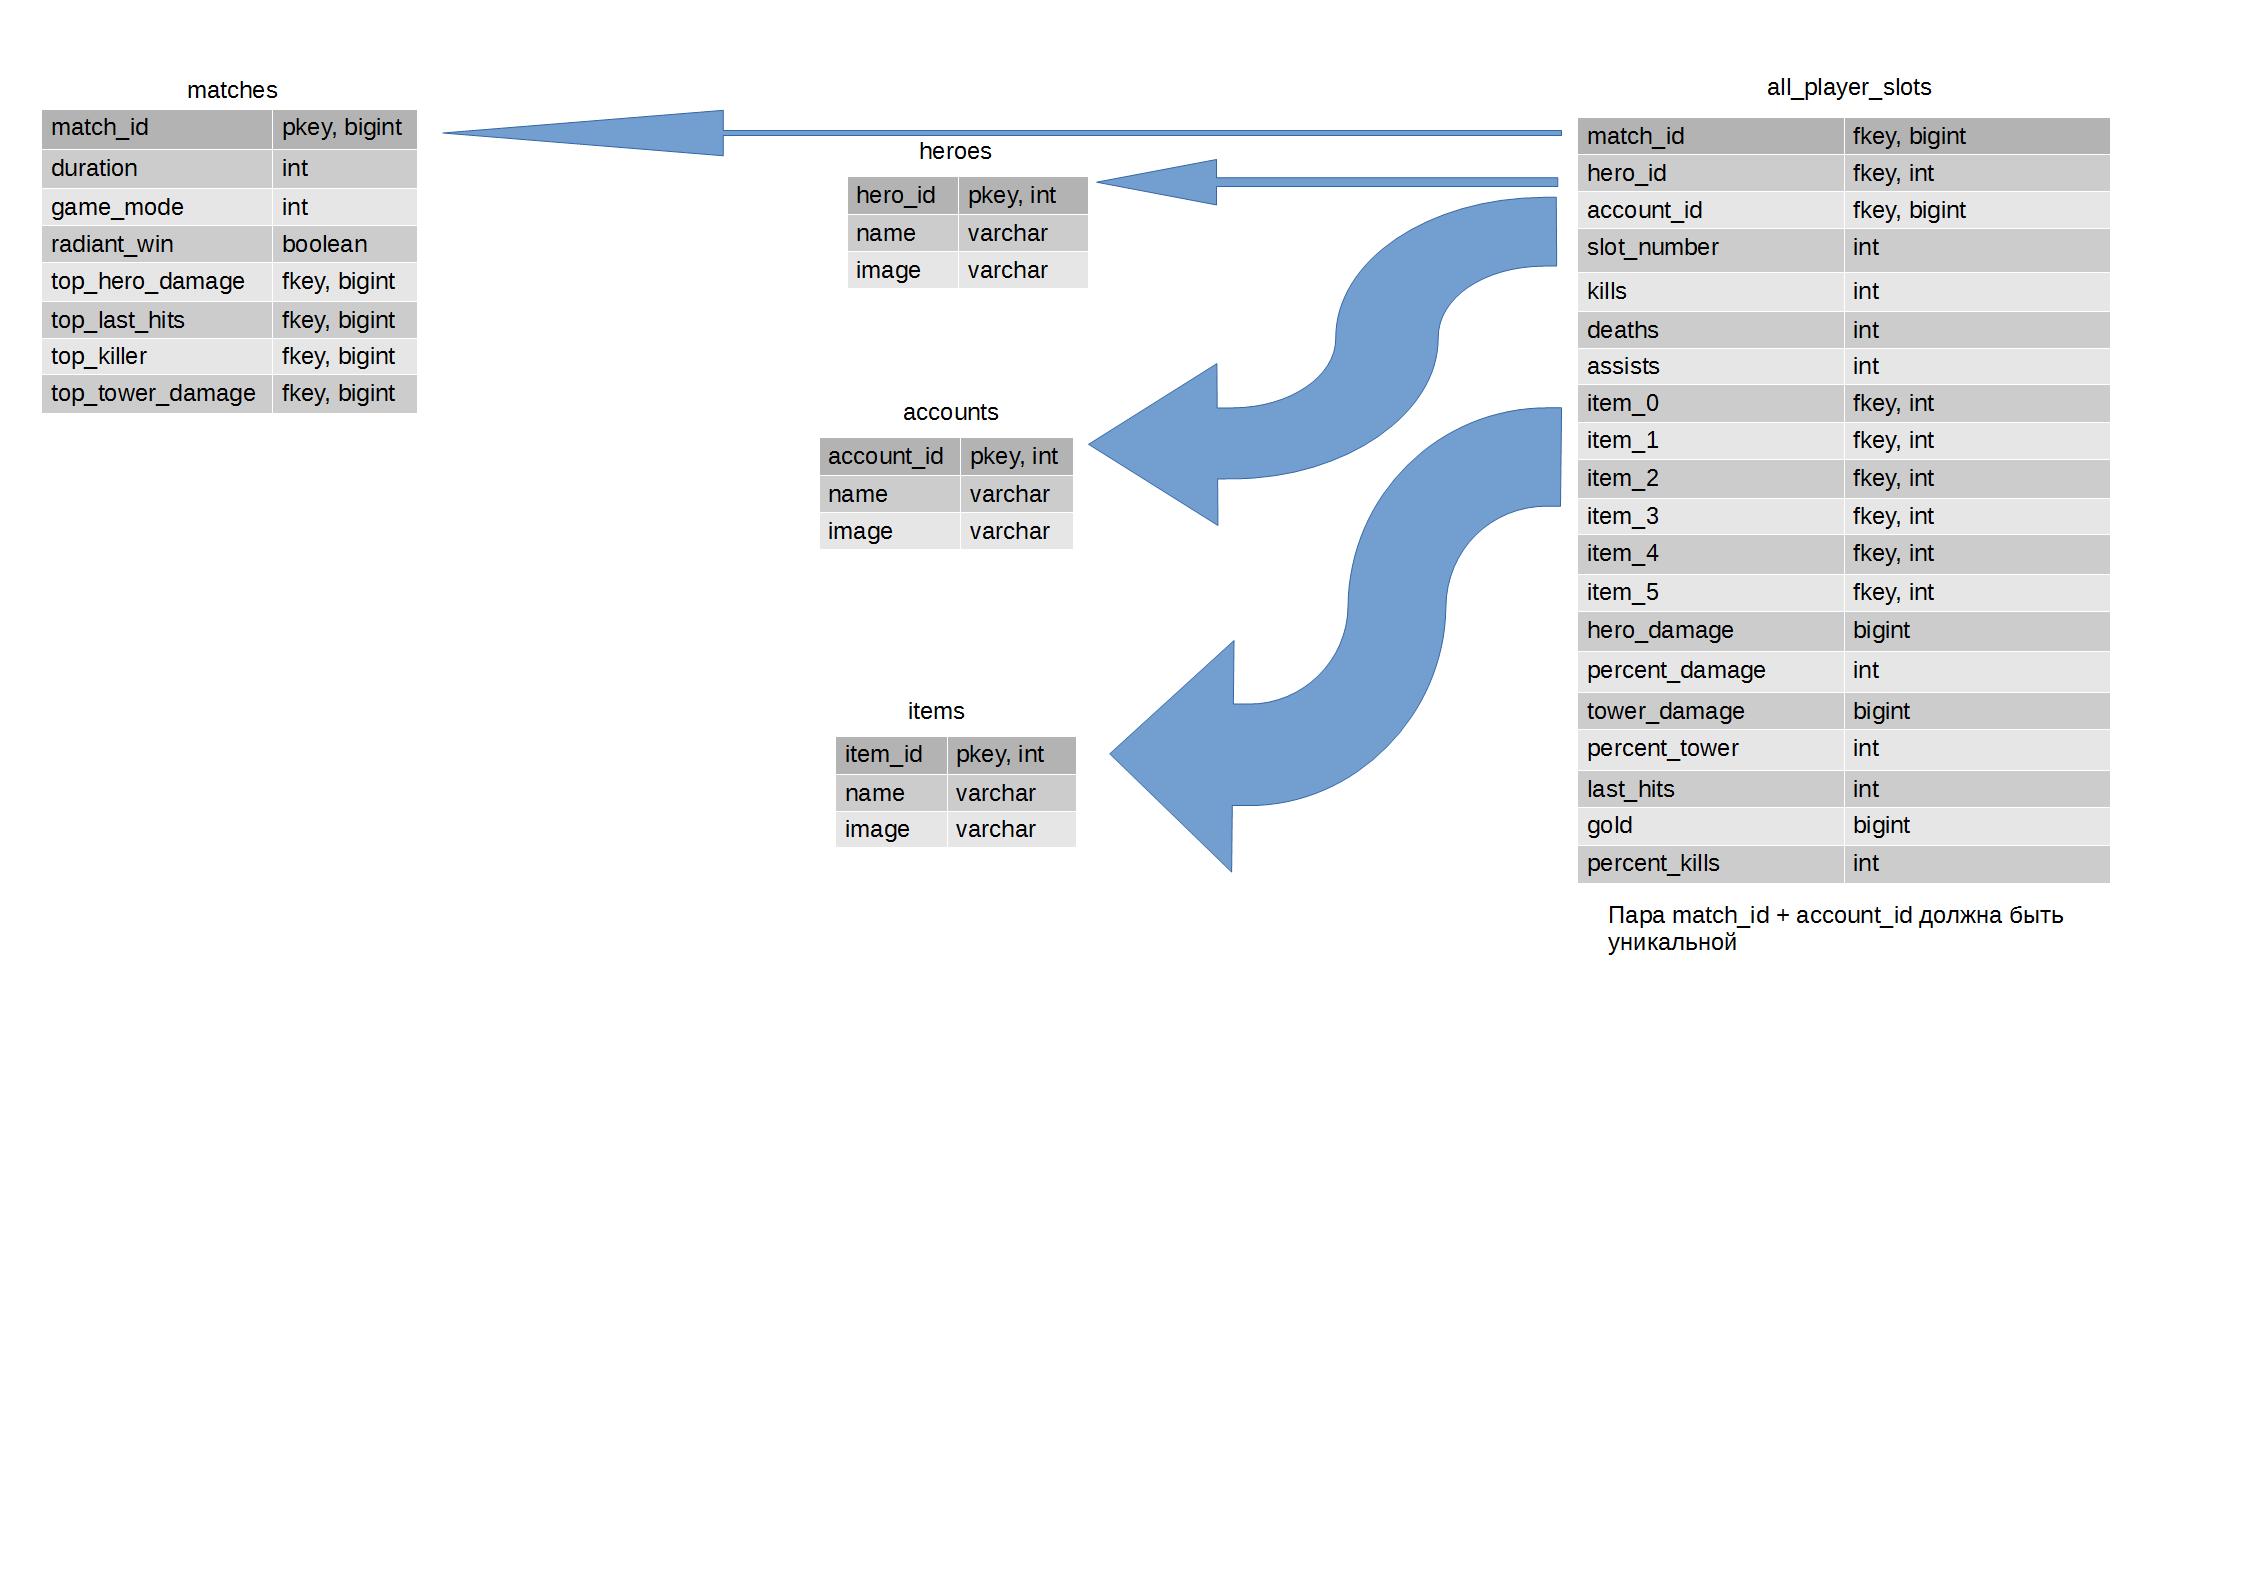 matches
match_id pkey, bigint
duration int
game_mode int
radiant_win boolean
top_hero_damage fkey, bigint
top_last_hits fkey, bigint
top_killer fkey, bigint
top_tower_damage fkey, bigint
heroes
hero_id pkey, int
name varchar
image varchar
accounts
account_id pkey, int
name varchar
image varchar
items
item_id pkey, int
name varchar
image varchar
all_player_slots
match_id fkey, bigint
hero_id fkey, int
account_id fkey, bigint
slot_number int
kills int
deaths int
assists int
item_0 fkey, int
item_1 fkey, int
item_2 fkey, int
item_3 fkey, int
item_4 fkey, int
item_5 fkey, int
hero_damage bigint
percent_damage int
tower_damage bigint
percent_tower int
last_hits int
gold bigint
percent_kills int
Пара match_id + account_id должна быть
уникальной